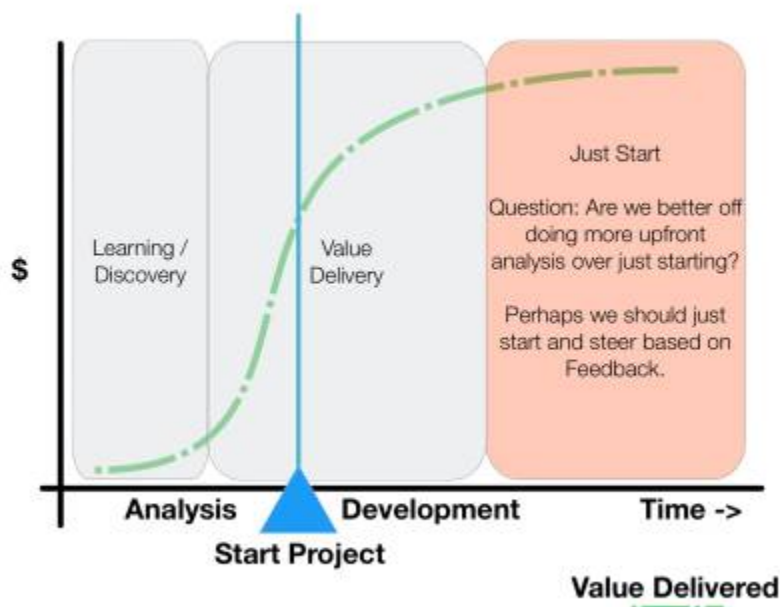 Just Start
Question: Are we better off
doing more upfront
analysis over just starting?
Perhaps we should just
start and steer based on
Feedback.
Learning /
Discovery
Value
Delivery
$
Analysis
Development
Time ->
Start Project
Value Delivered